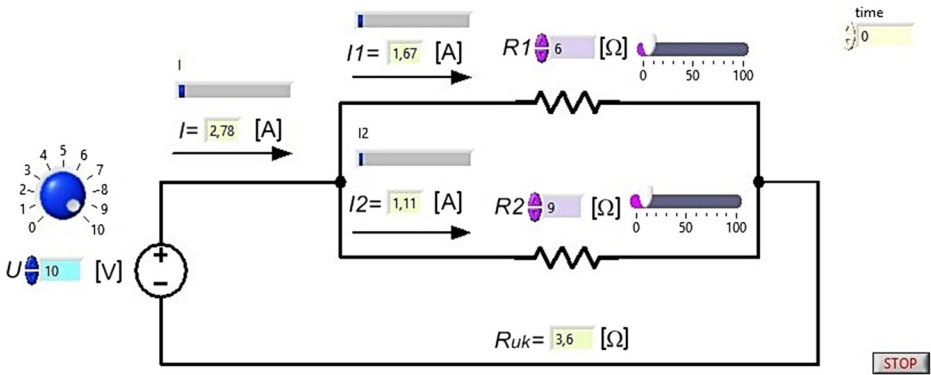 time
0
I1= 1,67 [A]
R1 6 [Ω]
0 50 100
I
I= 2,78 [A]
I2
I2= 1,11 [A]
R2 9 [Ω]
0 50 100
0 1 2 3 4 5 6 7 8 9 10
U 10 [V]
+
−
Ruk= 3,6 [Ω]
STOP